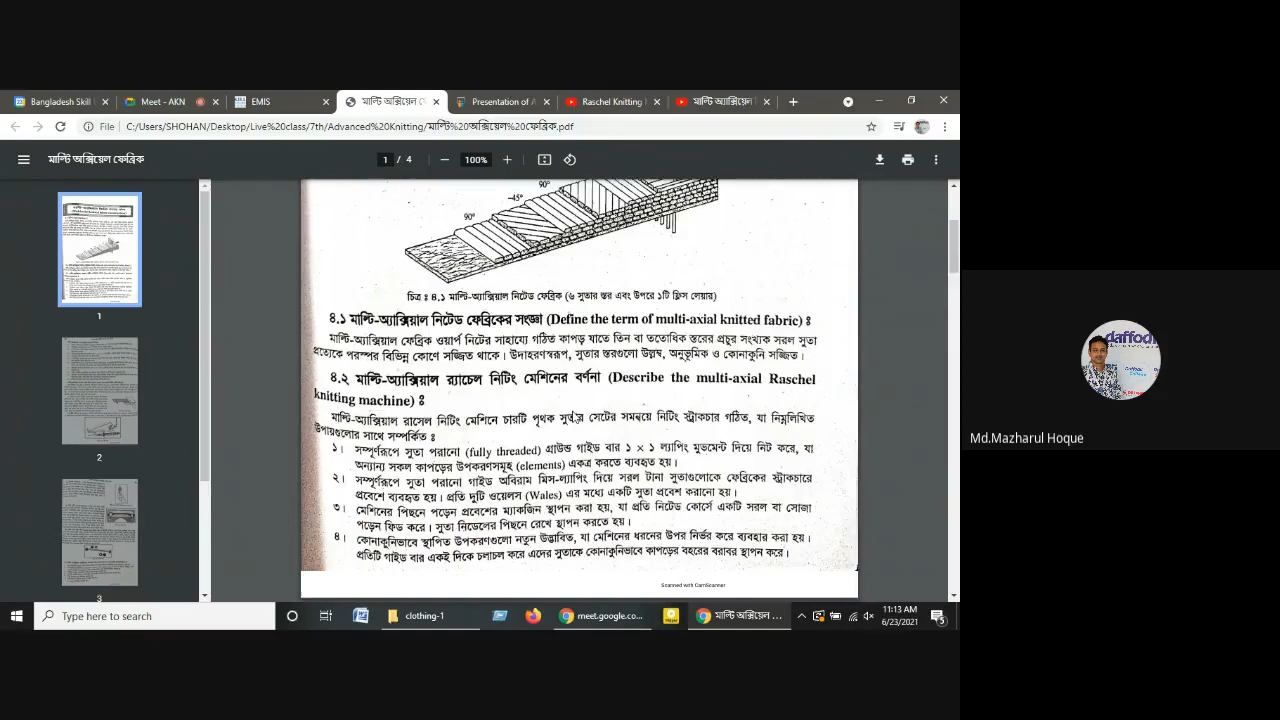 Bangladesh Skill
Meet - AKN
EMIS
মাল্টি অক্সিয়েল ফে
Presentation of A
Raschel Knitting
মাল্টি অ্যাক্সিয়েল
File
C:/Users/SHOHAN/Desktop/Live%20class/7th/Advanced%20Knitting/মাল্টি%20অক্সিয়েল%20ফেব্রিক.pdf
মাল্টি অক্সিয়েল ফেব্রিক
1 / 4
100%
90°
90°
চিত্র ঃ ৪.১ মাল্টি-অ্যাক্সিয়াল নিটেড ফেব্রিক (৬ সুতার স্তর এবং উপরে ১টি ফ্লিস লেয়ার)
৪.১ মাল্টি-অ্যাক্সিয়াল নিটেড ফেব্রিকের সংজ্ঞা (Define the term of multi-axial knitted fabric) ঃ
মাল্টি-অ্যাক্সিয়াল ফেব্রিক ওয়ার্প নিটের সাহায্যে গঠিত কাপড় যাতে তিন বা ততোধিক স্তরের প্রচুর সংখ্যক সরল সুতা
প্রত্যেকে পরস্পর বিভিন্ন কোণে সজ্জিত থাকে। উদাহরণস্বরূপ, সুতার স্তরগুলো উল্লম্ব, অনুভূমিক ও কোনাকুনি সজ্জিত।
৪.২ মাল্টি-অ্যাক্সিয়াল র‍্যাচেল নিটিং মেশিনের বর্ণনা (Describe the multi-axial Raschel
knitting machine) ঃ
মাল্টি-অ্যাক্সিয়াল রাসেল নিটিং মেশিনে চারটি পৃথক সুতার সেটের সমন্বয়ে নিটিং স্ট্রাকচার গঠিত, যা নিম্নলিখিত
উপায়গুলোর সাথে সম্পর্কিত ঃ
১। সম্পূর্ণরূপে সুতা পরানো (fully threaded) গ্রাউন্ড গাইড বার ১ × ১ ল্যাপিং মুভমেন্ট দিয়ে নিট করে, যা
অন্যান্য সকল কাপড়ের উপকরণসমূহ (elements) একত্র করতে ব্যবহৃত হয়।
২। সম্পূর্ণরূপে সুতা পরানো গাইড অবিরাম মিস-ল্যাপিং দিয়ে সরল টানা সুতাগুলোকে ফেব্রিকের স্ট্রাকচারে
প্রবেশে ব্যবহৃত হয়। প্রতি দুটি ওয়েলস (Wales) এর মধ্যে একটি সুতা প্রবেশ করানো হয়।
৩। মেশিনের পিছনে পড়েন প্রবেশের ম্যাকজিন স্থাপন করা হয়, যা প্রতি নিটেড কোর্সে একটি সরল বা সোজা
পড়েন ফিড করে। সুতা নিডেলের পিছনে রেখে স্থাপন করতে হয়।
৪। কোনাকুনিভাবে স্থাপিত উপকরণগুলো নতুন উদ্ভাবিত, যা মেশিনের ধরনের উপর নির্ভর করে ব্যবহার করা হয়।
প্রতিটি গাইড বার একই দিকে চলাচল করে এদের সুতাকে কোনাকুনিভাবে কাপড়ের বহরের বরাবর স্থাপন করে।
Scanned with CamScanner
1
2
3
daffod
Md.Mazharul Hoque
Type here to search
clothing-1
meet.google.co...
মাল্টি অক্সিয়েল ...
11:13 AM
6/23/2021
5